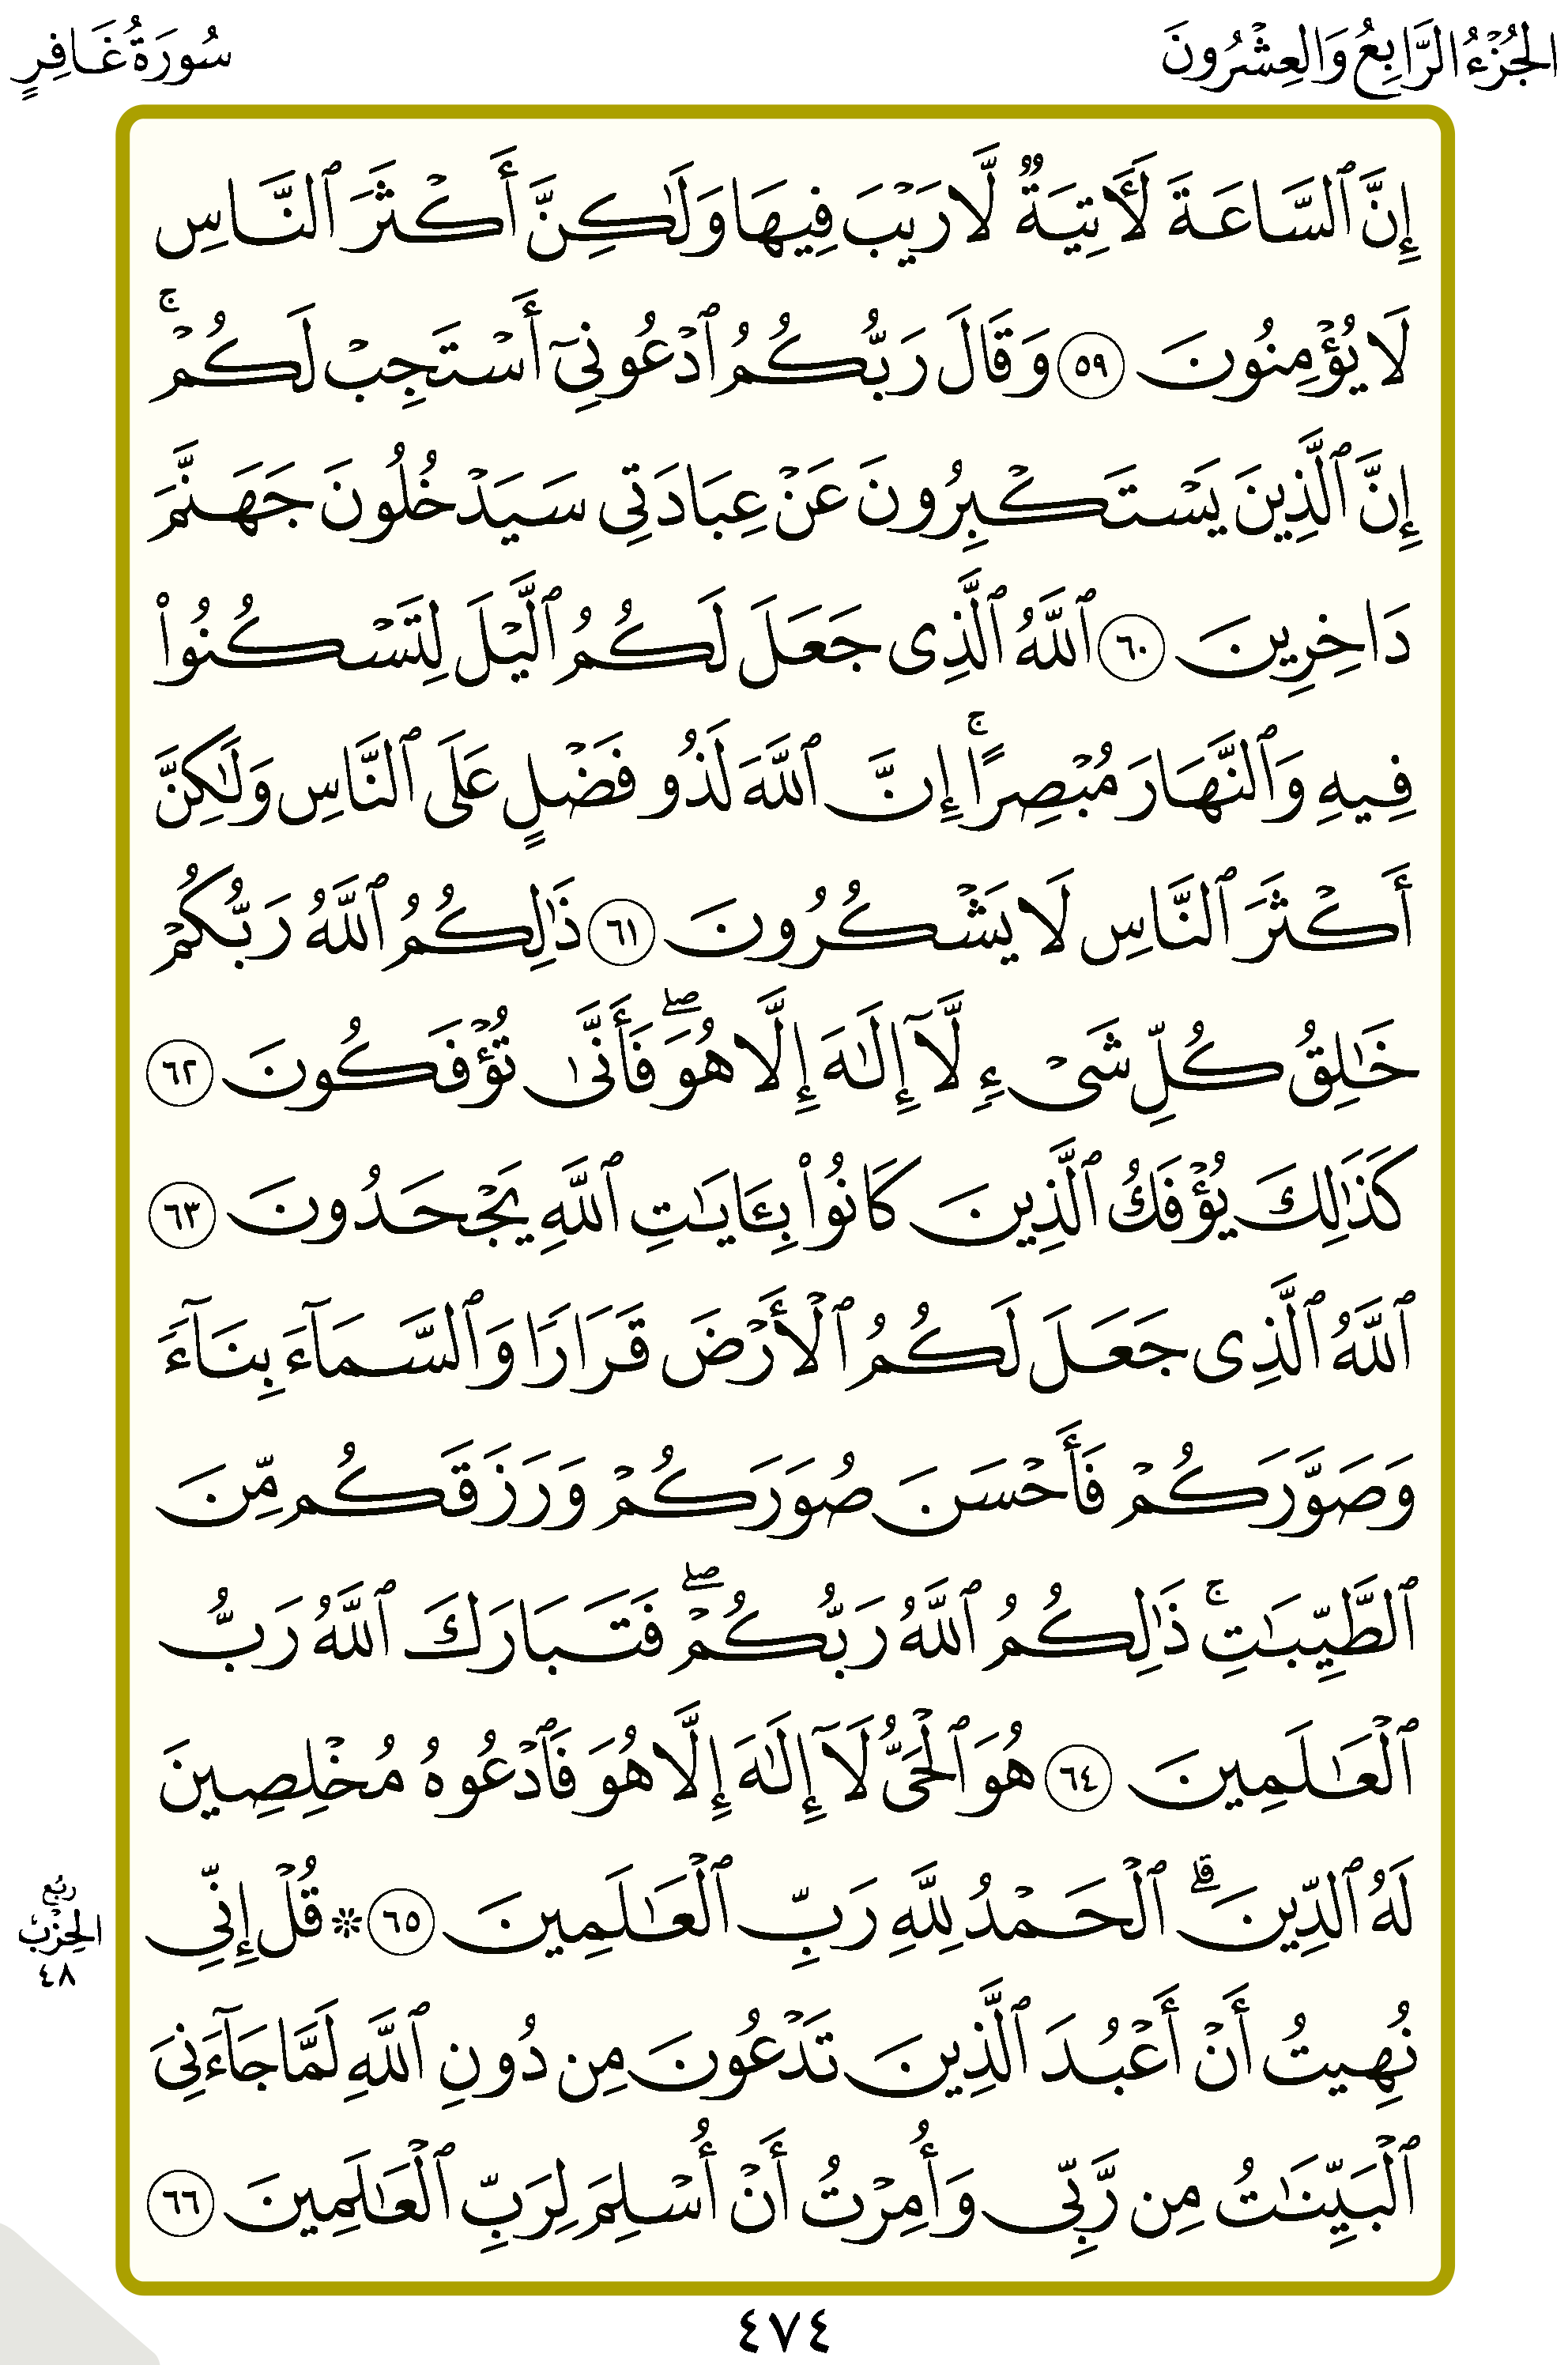 الجُزْءُ الرَّابِعُ وَالعِشْرُونَ
سُورَةُ غَافِرٍ
إِنَّ ٱلسَّاعَةَ لَأٓتِيَةٌ لَّا رَيْبَ فِيهَا وَلَٰكِنَّ أَكْثَرَ ٱلنَّاسِ
لَا يُؤْمِنُونَ ٥٩ وَقَالَ رَبُّكُمُ ٱدْعُونِىٓ أَسْتَجِبْ لَكُمْ ۚ
إِنَّ ٱلَّذِينَ يَسْتَكْبِرُونَ عَنْ عِبَادَتِى سَيَدْخُلُونَ جَهَنَّمَ
دَاخِرِينَ ٦٠ ٱللَّهُ ٱلَّذِى جَعَلَ لَكُمُ ٱلَّيْلَ لِتَسْكُنُوا۟
فِيهِ وَٱلنَّهَارَ مُبْصِرًا ۚ إِنَّ ٱللَّهَ لَذُو فَضْلٍ عَلَى ٱلنَّاسِ وَلَٰكِنَّ
أَكْثَرَ ٱلنَّاسِ لَا يَشْكُرُونَ ٦١ ذَٰلِكُمُ ٱللَّهُ رَبُّكُمْ
خَٰلِقُ كُلِّ شَىْءٍ لَّآ إِلَٰهَ إِلَّا هُوَ ۖ فَأَنَّىٰ تُؤْفَكُونَ ٦٢
كَذَٰلِكَ يُؤْفَكُ ٱلَّذِينَ كَانُوا۟ بِـَٔايَٰتِ ٱللَّهِ يَجْحَدُونَ ٦٣
ٱللَّهُ ٱلَّذِى جَعَلَ لَكُمُ ٱلْأَرْضَ قَرَارًا وَٱلسَّمَآءَ بِنَآءً
وَصَوَّرَكُمْ فَأَحْسَنَ صُوَرَكُمْ وَرَزَقَكُم مِّنَ
ٱلطَّيِّبَٰتِ ۚ ذَٰلِكُمُ ٱللَّهُ رَبُّكُمْ ۖ فَتَبَارَكَ ٱللَّهُ رَبُّ
ٱلْعَٰلَمِينَ ٦٤ هُوَ ٱلْحَىُّ لَآ إِلَٰهَ إِلَّا هُوَ فَٱدْعُوهُ مُخْلِصِينَ
لَهُ ٱلدِّينَ ۗ ٱلْحَمْدُ لِلَّهِ رَبِّ ٱلْعَٰلَمِينَ ٦٥ ۞ قُلْ إِنِّى
نُهِيتُ أَنْ أَعْبُدَ ٱلَّذِينَ تَدْعُونَ مِن دُونِ ٱللَّهِ لَمَّا جَآءَنِىَ
ٱلْبَيِّنَٰتُ مِن رَّبِّى وَأُمِرْتُ أَنْ أُسْلِمَ لِرَبِّ ٱلْعَٰلَمِينَ ٦٦
رُبْع
الحِزْب
٤٨
٤٧٤